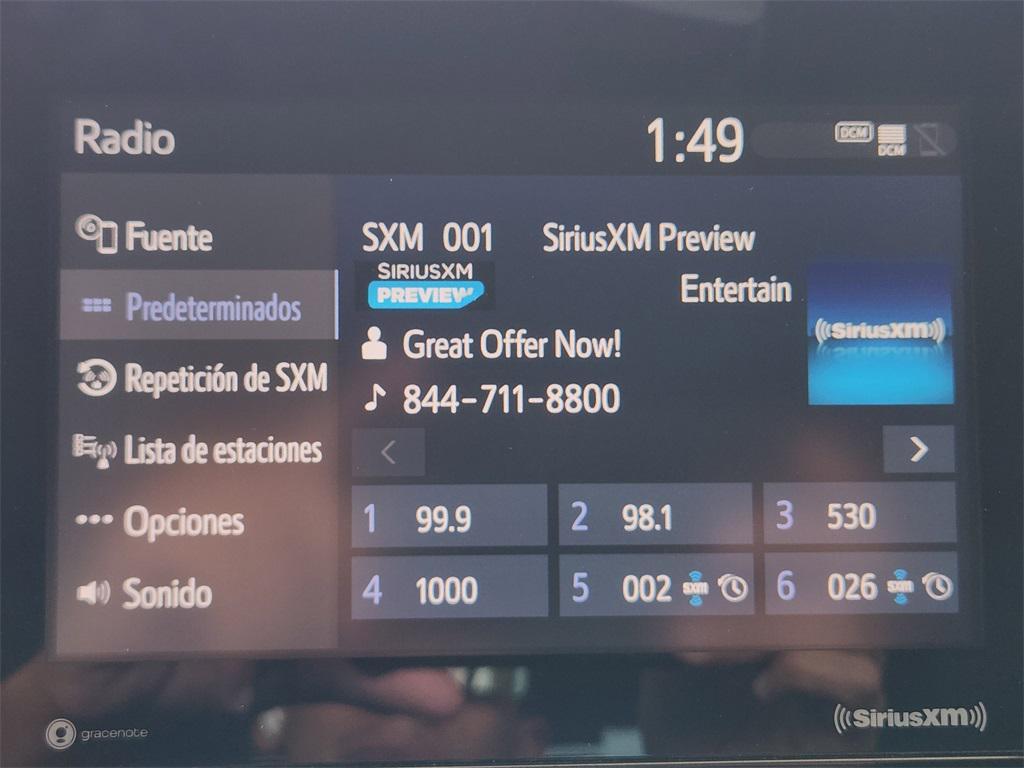 Radio
1:49
DCM
DCM
Fuente
Predeterminados
Repetición de SXM
Lista de estaciones
Opciones
Sonido
SXM 001 SiriusXM Preview
SIRIUSXM
PREVIEW
Entertain
((SiriusXM))
Great Offer Now!
844-711-8800
<
>
1 99.9
2 98.1
3 530
4 1000
5 002 sxm
6 026 sxm
g gracenote
((SiriusXM))